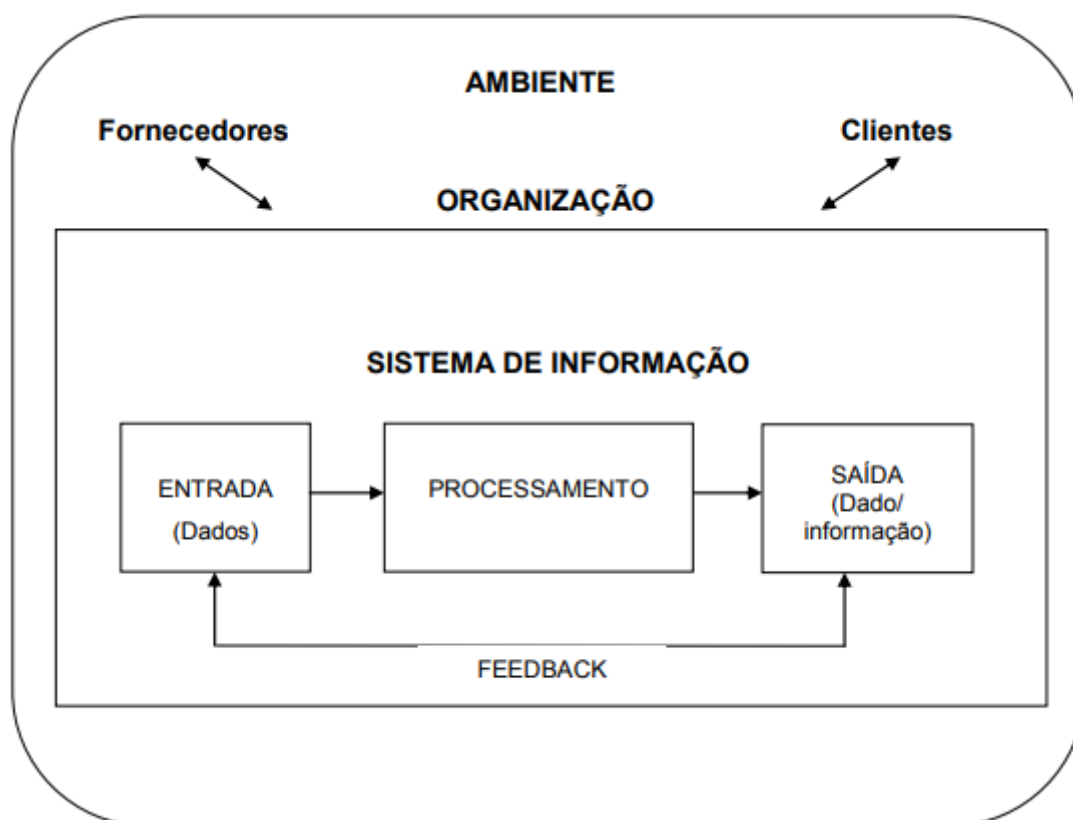 AMBIENTE
Fornecedores
Clientes
ORGANIZAÇÃO
SISTEMA DE INFORMAÇÃO
ENTRADA
(Dados)
PROCESSAMENTO
SAÍDA
(Dado/
informação)
FEEDBACK